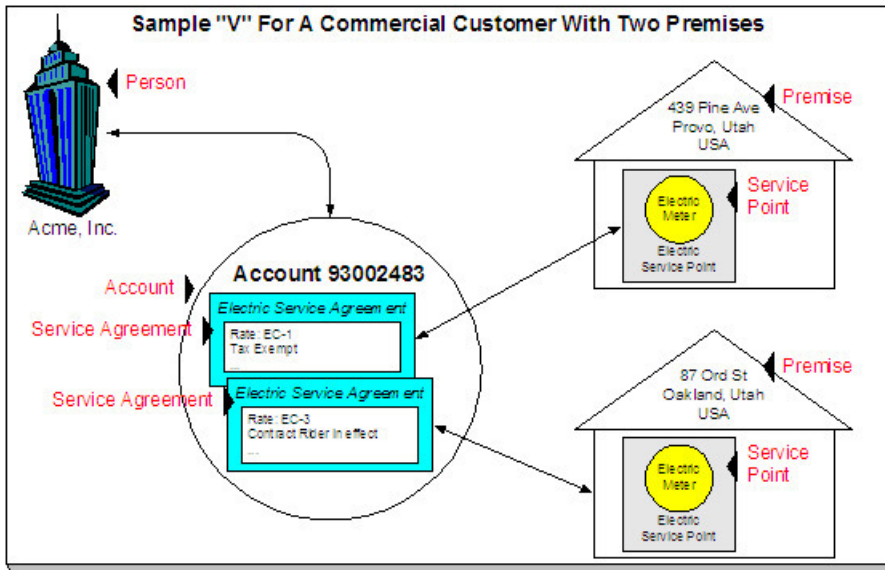 Sample "V" For A Commercial Customer With Two Premises
Person
Acme, Inc.
Account
Account 93002483
Service Agreement
Electric Service Agreement
Rate: EC-1
Tax Exempt
...
Service Agreement
Electric Service Agreement
Rate: EC-3
Contract Rider in effect
...
Premise
439 Pine Ave
Provo, Utah
USA
Service
Point
Electric
Meter
Electric
Service Point
Premise
87 Ord St
Oakland, Utah
USA
Service
Point
Electric
Meter
Electric
Service Point